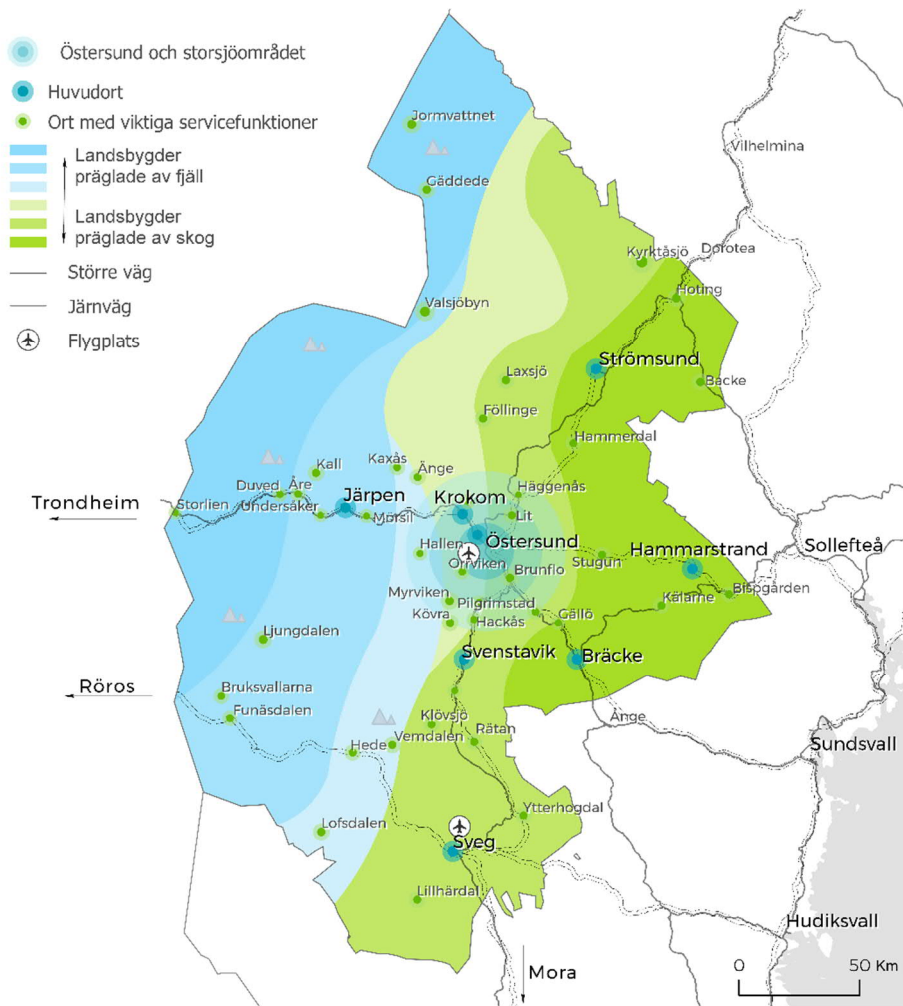 Östersund och storsjöområdet
Huvudort
Ort med viktiga servicefunktioner
Landsbygder
präglade av fjäll
Landsbygder
präglade av skog
Större väg
Järnväg
Flygplats
Jormvattnet
Gäddede
Vilhelmina
Kyrktåsjö
Dorotea
Hoting
Valsjöbyn
Strömsund
Laxsjö
Backe
Föllinge
Hammerdal
Kall
Kaxås
Änge
Duved
Åre
Järpen
Krokom
Häggenås
Trondheim
Storlien
Undersåker
Mörsil
Lit
Östersund
Hallen
Orrviken
Brunflo
Stugun
Hammarstrand
Sollefteå
Bispgården
Myrviken
Pilgrimstad
Kälarne
Kövra
Hackås
Gällö
Ljungdalen
Svenstavik
Bräcke
Röros
Bruksvallarna
Funäsdalen
Klövsjö
Rätan
Ånge
Hede
Vemdalen
Sundsvall
Ytterhogdal
Lofsdalen
Sveg
Lillhärdal
Hudiksvall
Mora
0 50 Km